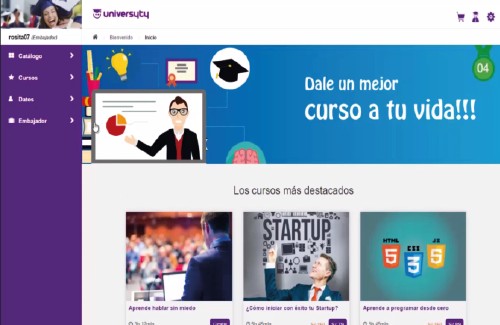 universyty
rosita07 (Embajador)
Bienvenido Inicio
Catálogo
Cursos
Datos
Embajador
Dale un mejor
curso a tu vida!!!
04
Los cursos más destacados
STARTUP
HTML CSS JS
5 3 5
Aprende hablar sin miedo
¿Cómo iniciar con éxito tu Startup?
Aprende a programar desde cero